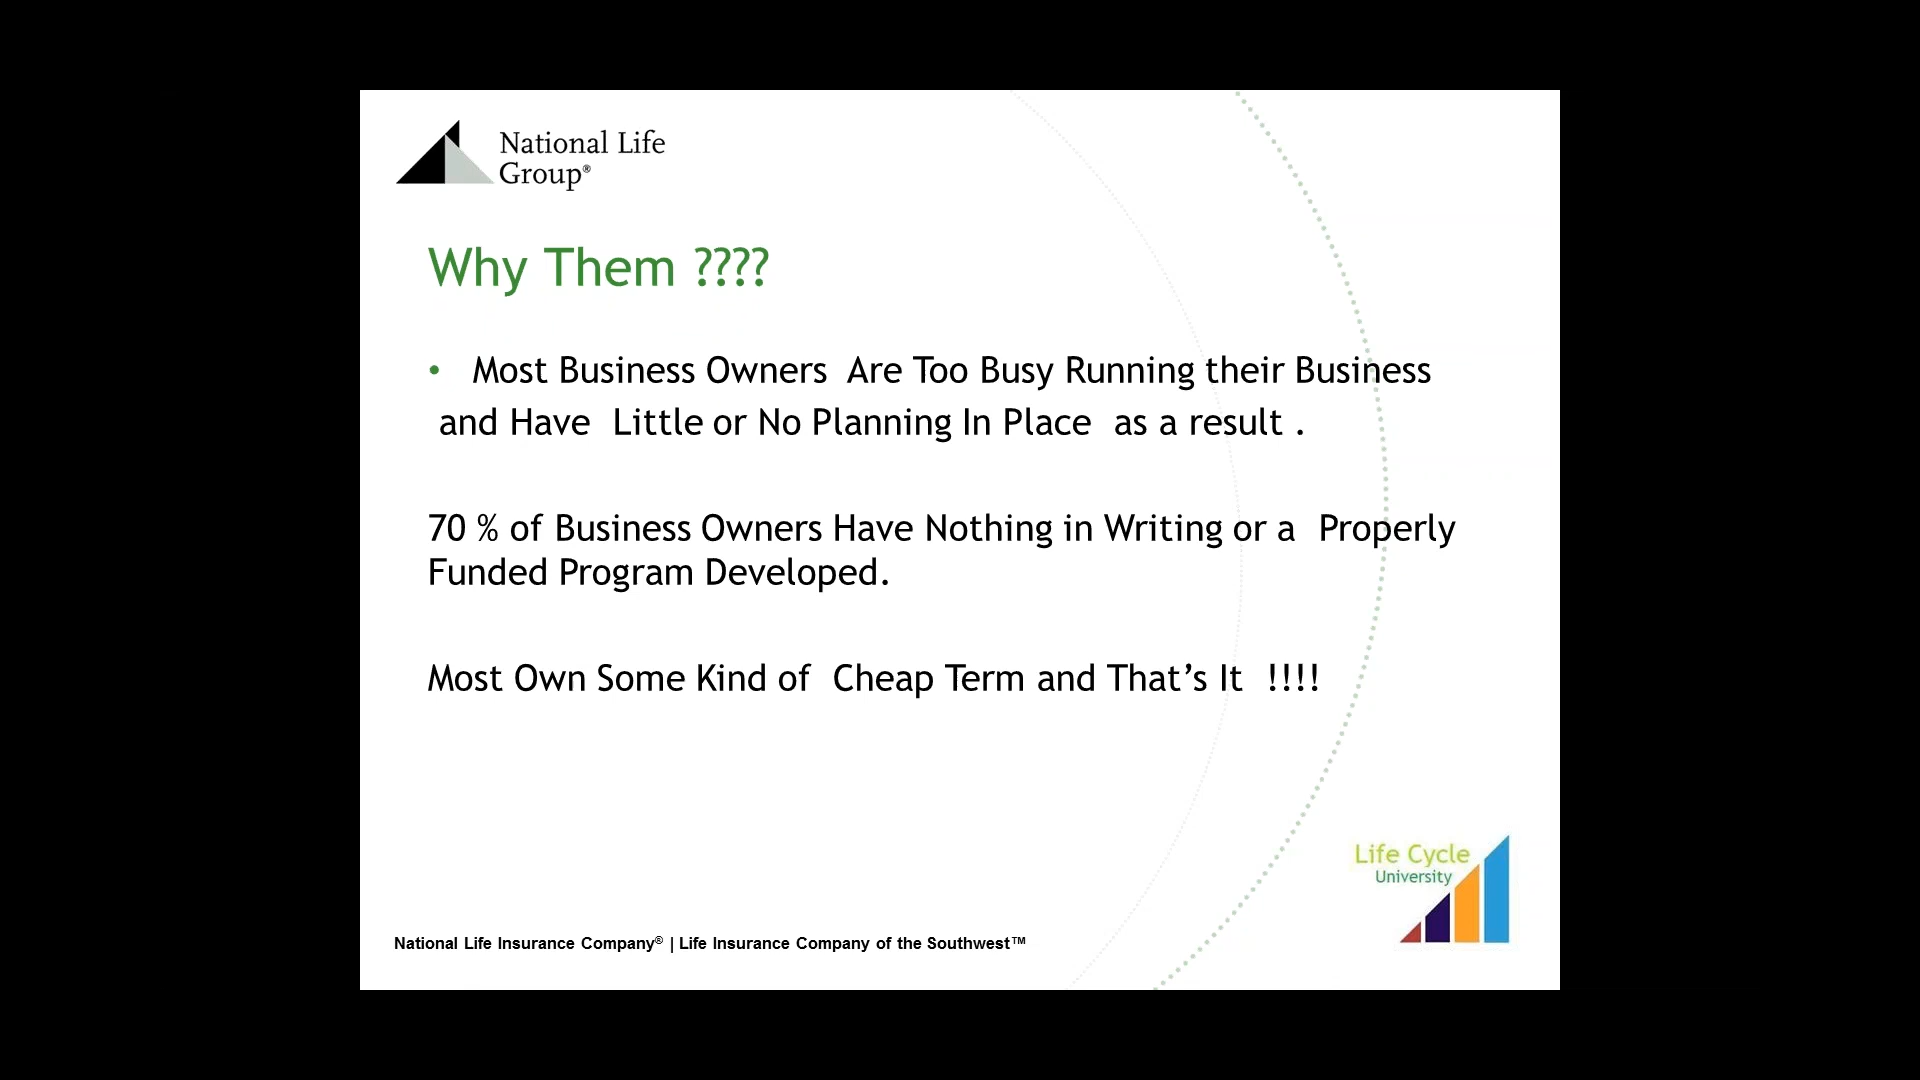 National Life
Group®
Why Them ????
• Most Business Owners Are Too Busy Running their Business
and Have Little or No Planning In Place as a result .
70 % of Business Owners Have Nothing in Writing or a Properly
Funded Program Developed.
Most Own Some Kind of Cheap Term and That’s It !!!!
Life Cycle
University
National Life Insurance Company® | Life Insurance Company of the Southwest™